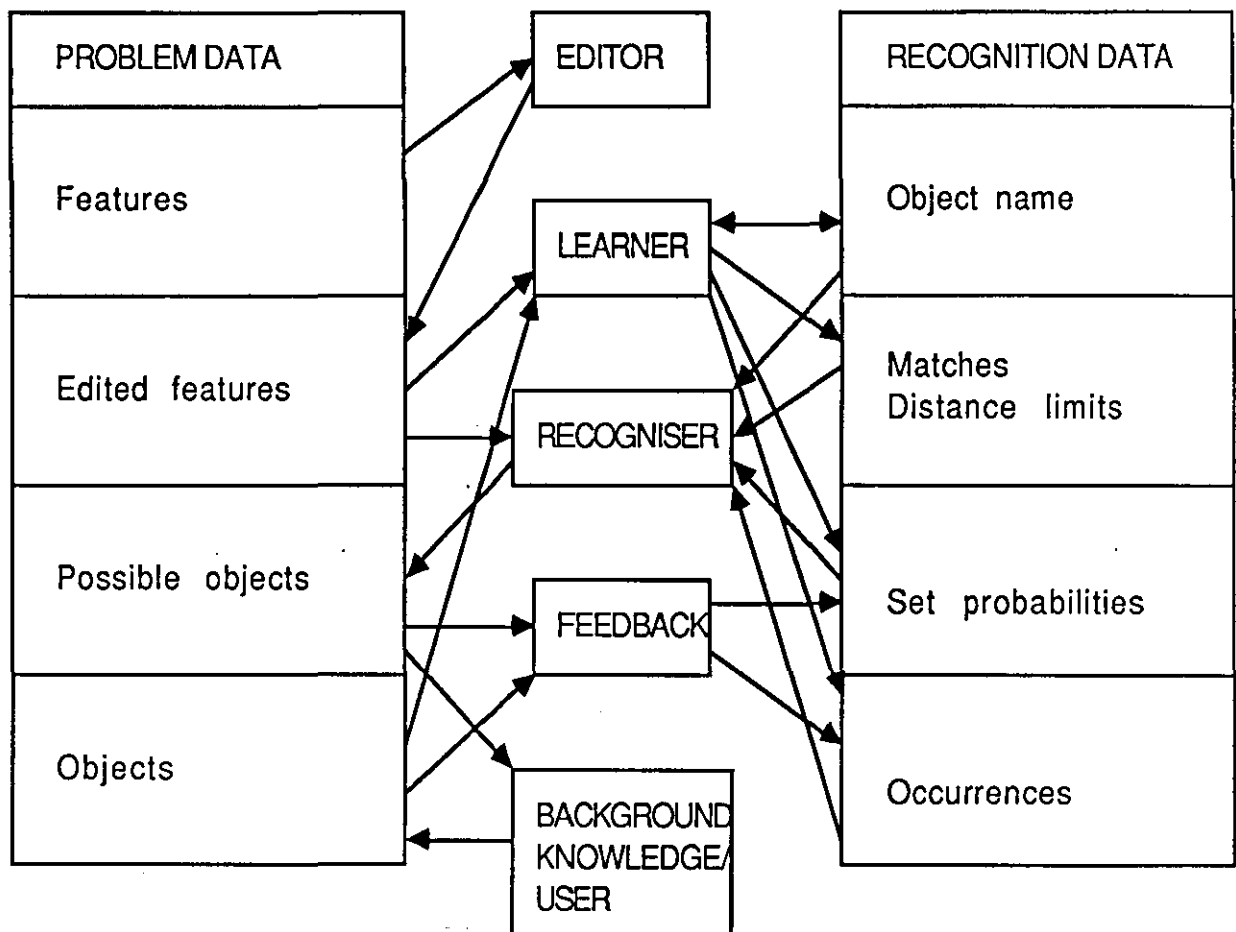 PROBLEM DATA
Features
Edited features
Possible objects
Objects
EDITOR
LEARNER
RECOGNISER
FEEDBACK
BACKGROUND
KNOWLEDGE/
USER
RECOGNITION DATA
Object name
Matches
Distance limits
Set probabilities
Occurrences